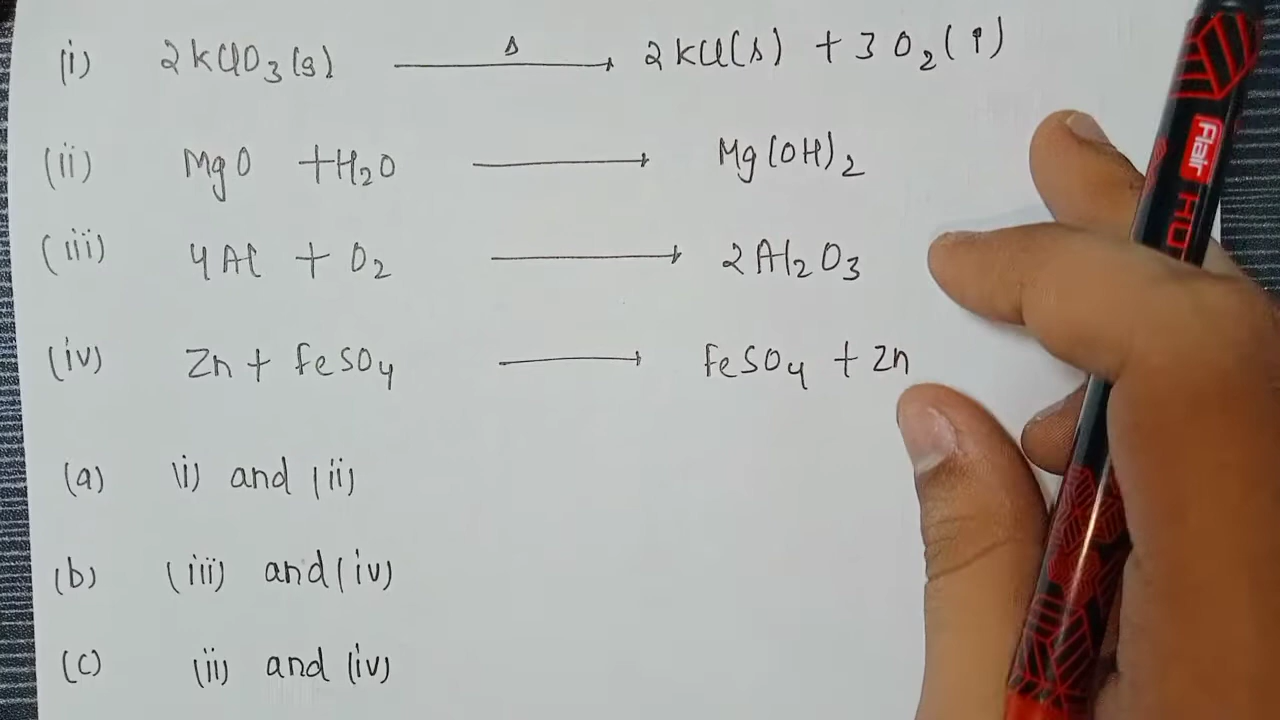 (i) 2KClO3(s) —Δ→ 2KCl(s) + 3O2(↑)
(ii) MgO + H2O → Mg(OH)2
(iii) 4Al + O2 → 2Al2O3
(iv) Zn + FeSO4 → FeSO4 + Zn
(a) (i) and (ii)
(b) (iii) and (iv)
(c) (ii) and (iv)
Flair